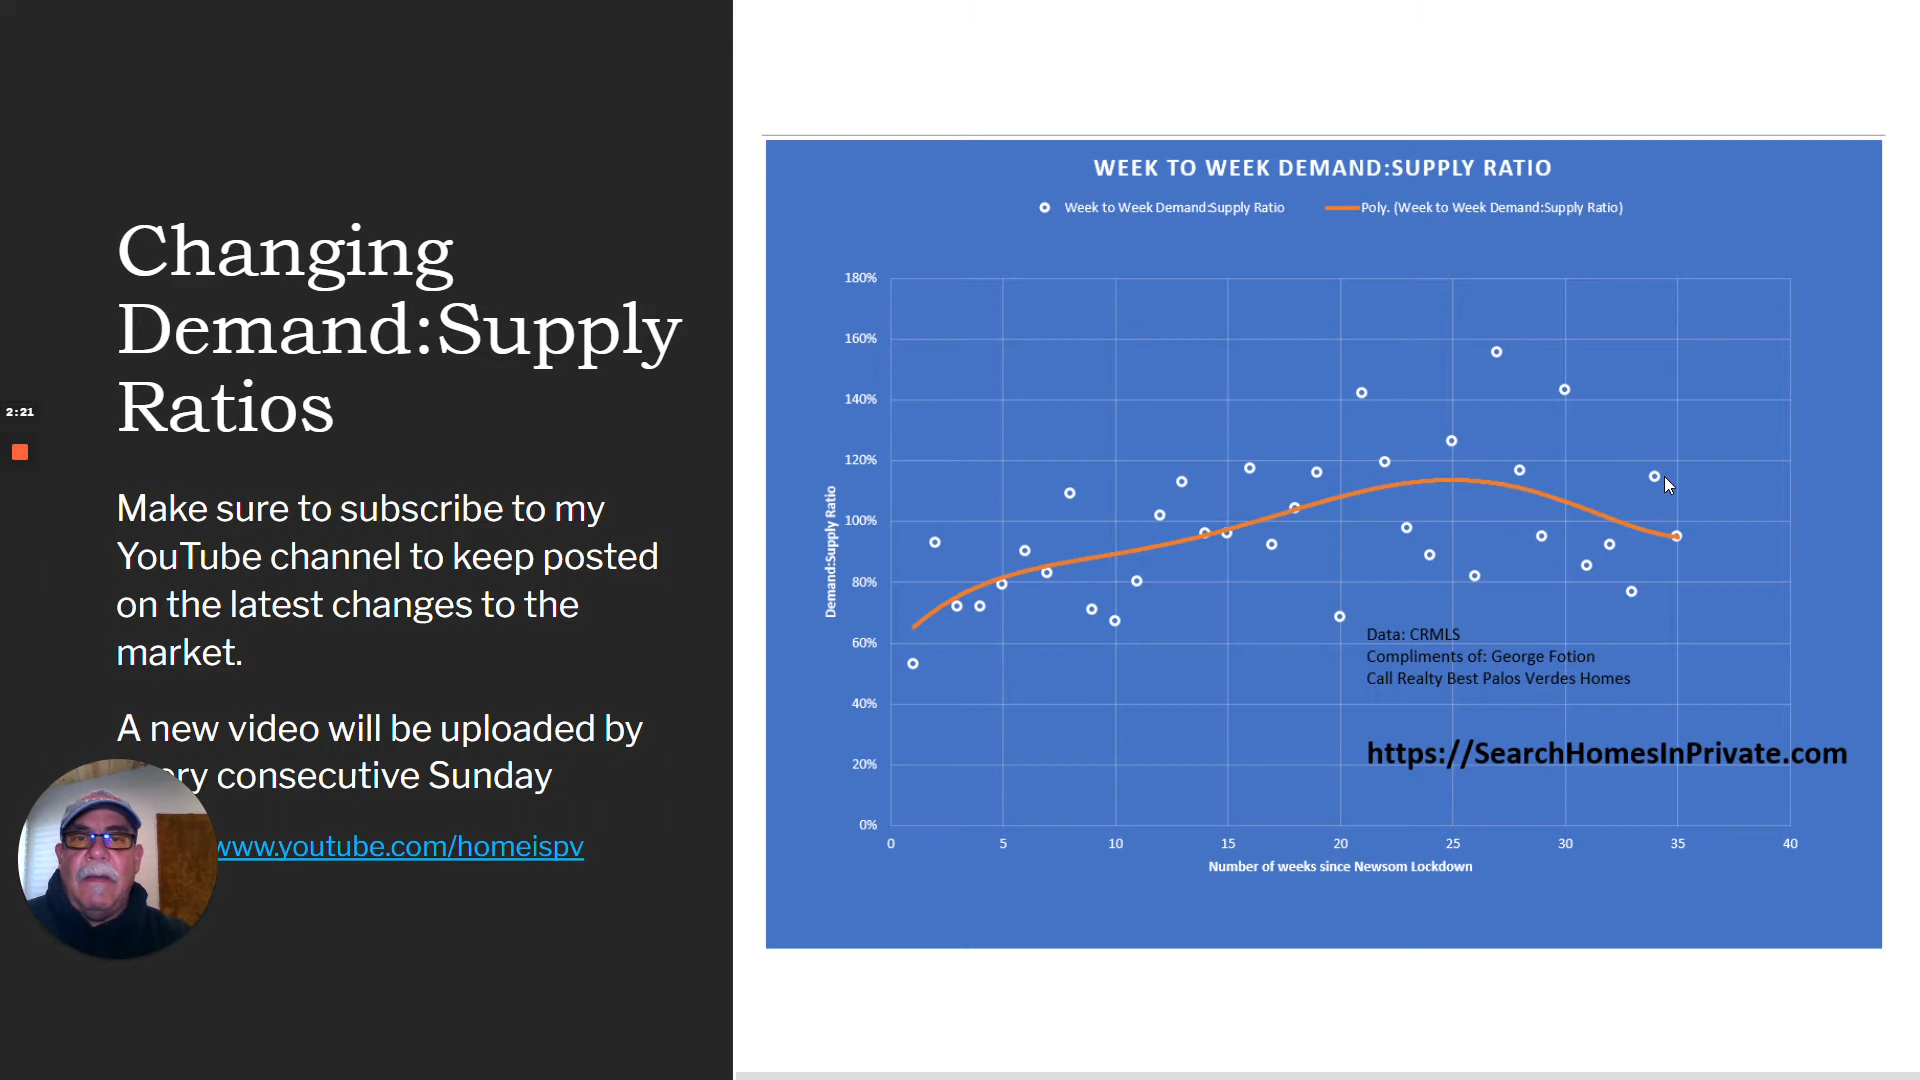 Changing
Demand:Supply
Ratios
Make sure to subscribe to my
YouTube channel to keep posted
on the latest changes to the
market.
A new video will be uploaded by
consecutive Sunday
www.youtube.com/homeispv
2:21
WEEK TO WEEK DEMAND:SUPPLY RATIO
Week to Week Demand:Supply Ratio
Poly. (Week to Week Demand:Supply Ratio)
Demand:Supply Ratio
180%
160%
140%
120%
100%
80%
60%
40%
20%
0%
0 5 10 15 20 25 30 35 40
Number of weeks since Newsom Lockdown
Data: CRMLS
Compliments of: George Fotion
Call Realty Best Palos Verdes Homes
https://SearchHomesInPrivate.com